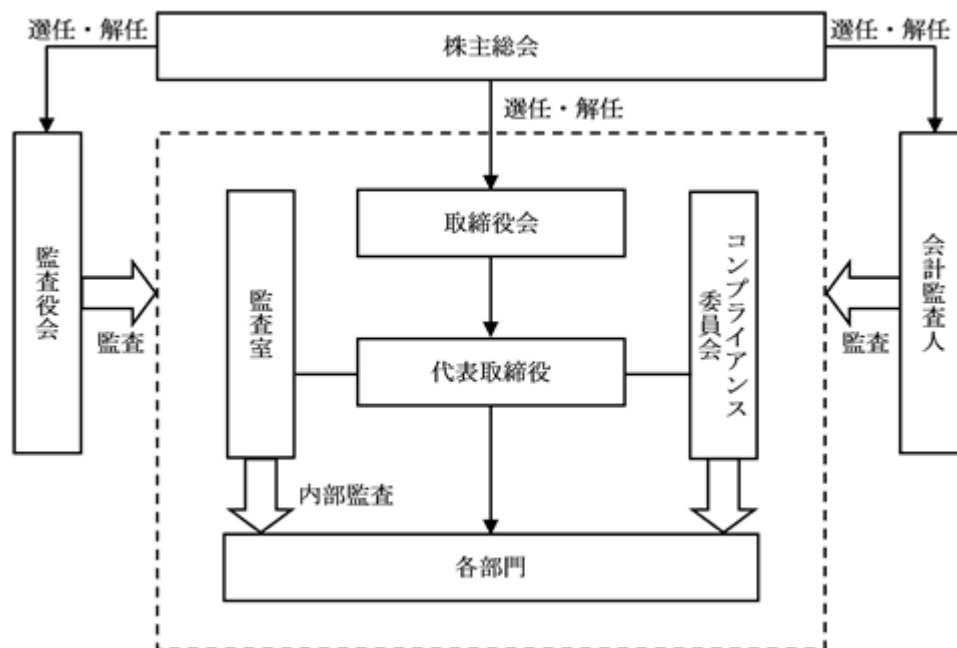 選任・解任
株主総会
選任・解任
選任・解任
監査役会
監査
監査室
取締役会
代表取締役
コンプライアンス
委員会
監査
会計監査人
内部監査
各部門